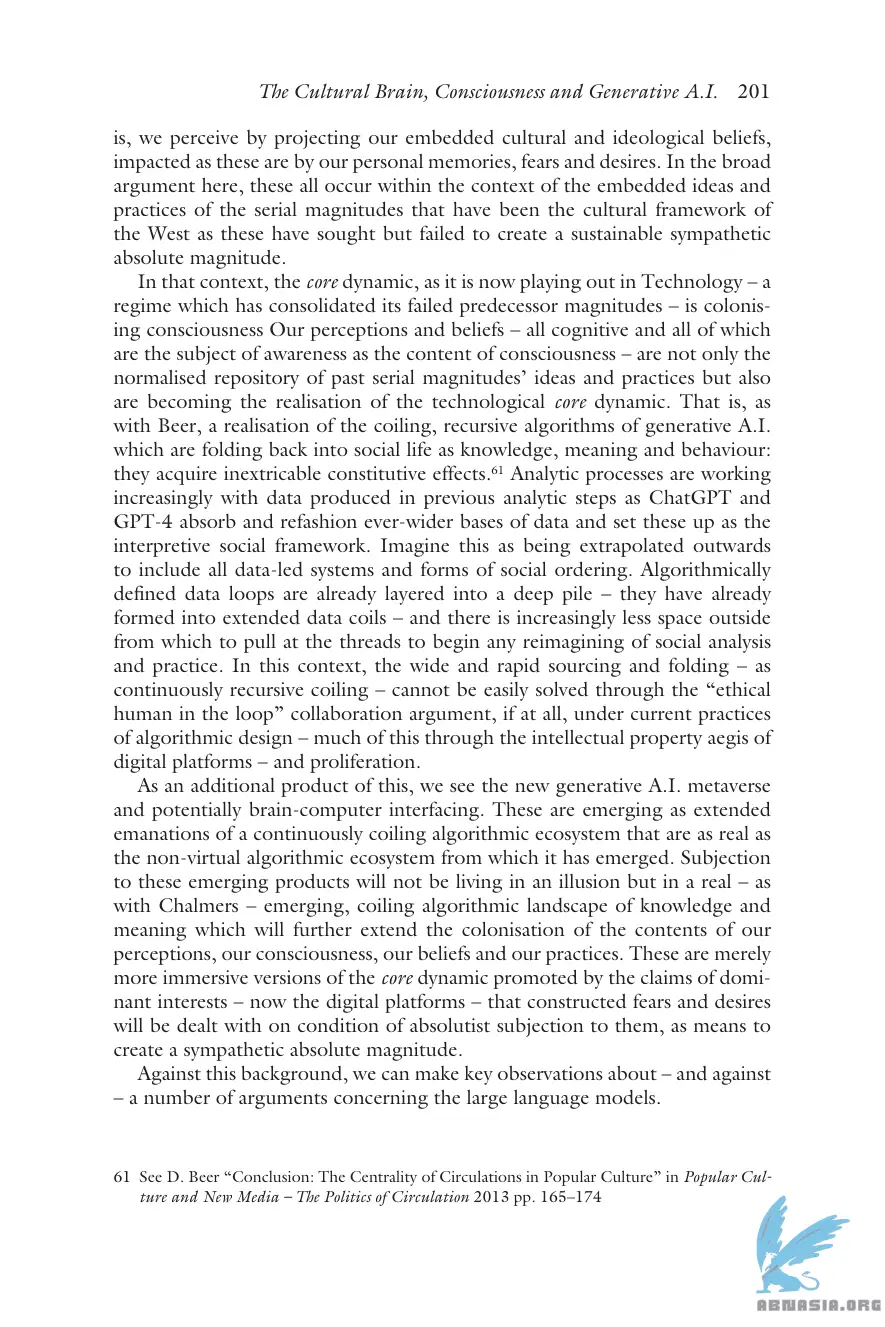 The Cultural Brain, Consciousness and Generative A.I. 201
is, we perceive by projecting our embedded cultural and ideological beliefs,
impacted as these are by our personal memories, fears and desires. In the broad
argument here, these all occur within the context of the embedded ideas and
practices of the serial magnitudes that have been the cultural framework of
the West as these have sought but failed to create a sustainable sympathetic
absolute magnitude.
In that context, the core dynamic, as it is now playing out in Technology – a
regime which has consolidated its failed predecessor magnitudes – is colonis-
ing consciousness Our perceptions and beliefs – all cognitive and all of which
are the subject of awareness as the content of consciousness – are not only the
normalised repository of past serial magnitudes’ ideas and practices but also
are becoming the realisation of the technological core dynamic. That is, as
with Beer, a realisation of the coiling, recursive algorithms of generative A.I.
which are folding back into social life as knowledge, meaning and behaviour:
they acquire inextricable constitutive effects.61 Analytic processes are working
increasingly with data produced in previous analytic steps as ChatGPT and
GPT-4 absorb and refashion ever-wider bases of data and set these up as the
interpretive social framework. Imagine this as being extrapolated outwards
to include all data-led systems and forms of social ordering. Algorithmically
defined data loops are already layered into a deep pile – they have already
formed into extended data coils – and there is increasingly less space outside
from which to pull at the threads to begin any reimagining of social analysis
and practice. In this context, the wide and rapid sourcing and folding – as
continuously recursive coiling – cannot be easily solved through the “ethical
human in the loop” collaboration argument, if at all, under current practices
of algorithmic design – much of this through the intellectual property aegis of
digital platforms – and proliferation.
As an additional product of this, we see the new generative A.I. metaverse
and potentially brain-computer interfacing. These are emerging as extended
emanations of a continuously coiling algorithmic ecosystem that are as real as
the non-virtual algorithmic ecosystem from which it has emerged. Subjection
to these emerging products will not be living in an illusion but in a real – as
with Chalmers – emerging, coiling algorithmic landscape of knowledge and
meaning which will further extend the colonisation of the contents of our
perceptions, our consciousness, our beliefs and our practices. These are merely
more immersive versions of the core dynamic promoted by the claims of domi-
nant interests – now the digital platforms – that constructed fears and desires
will be dealt with on condition of absolutist subjection to them, as means to
create a sympathetic absolute magnitude.
Against this background, we can make key observations about – and against
– a number of arguments concerning the large language models.
61 See D. Beer “Conclusion: The Centrality of Circulations in Popular Culture” in Popular Cul-
ture and New Media – The Politics of Circulation 2013 pp. 165–174
ABNASIA.ORG